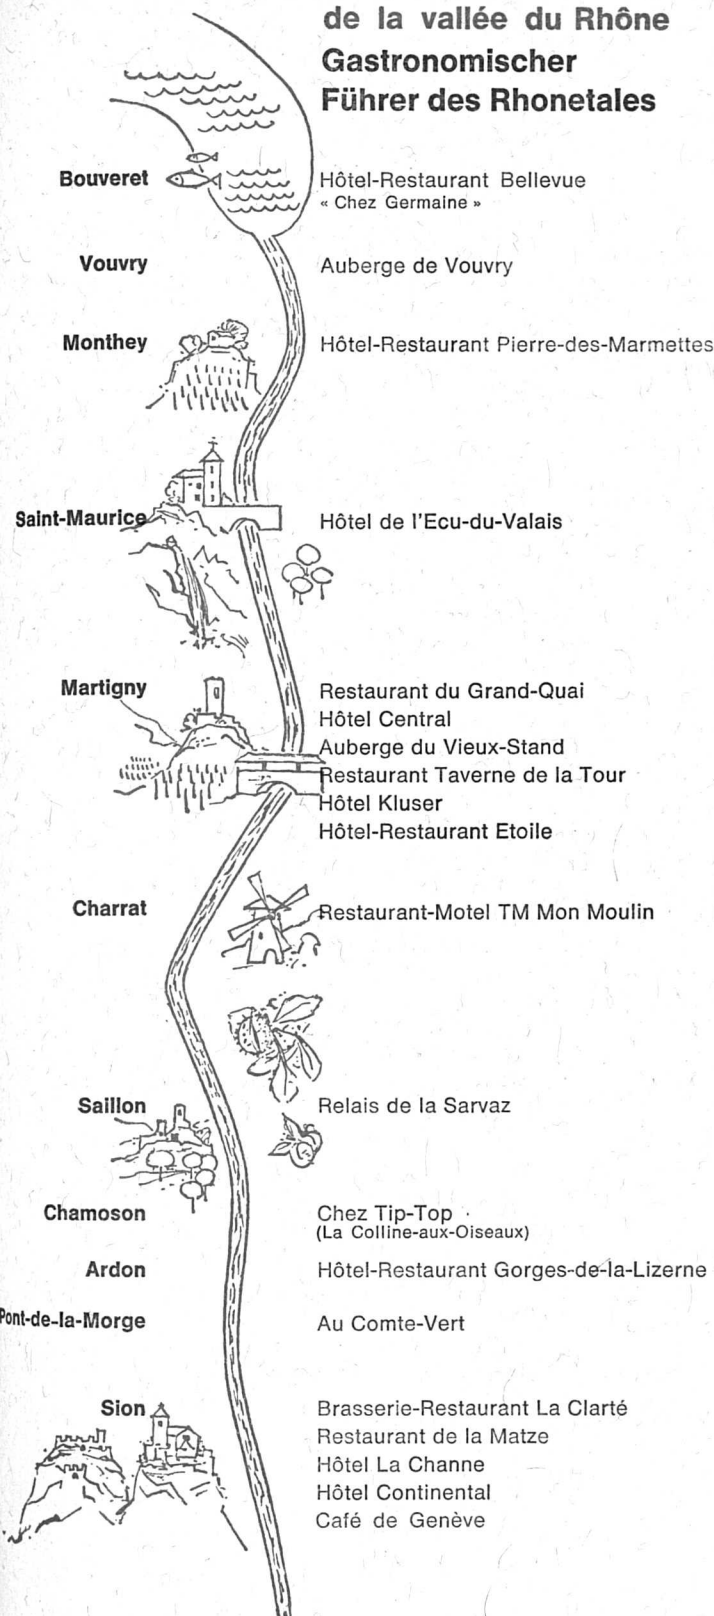 de la vallée du Rhône
Gastronomischer
Führer des Rhonetales
Bouveret Hôtel-Restaurant Bellevue
« Chez Germaine »
Vouvry Auberge de Vouvry
Monthey Hôtel-Restaurant Pierre-des-Marmettes
Saint-Maurice Hôtel de l'Ecu-du-Valais
Martigny Restaurant du Grand-Quai
Hôtel Central
Auberge du Vieux-Stand
Restaurant Taverne de la Tour
Hôtel Kluser
Hôtel-Restaurant Etoile
Charrat Restaurant-Motel TM Mon Moulin
Saillon Relais de la Sarvaz
Chamoson Chez Tip-Top
(La Colline-aux-Oiseaux)
Ardon Hôtel-Restaurant Gorges-de-la-Lizerne
Pont-de-la-Morge Au Comte-Vert
Sion Brasserie-Restaurant La Clarté
Restaurant de la Matze
Hôtel La Channe
Hôtel Continental
Café de Genève